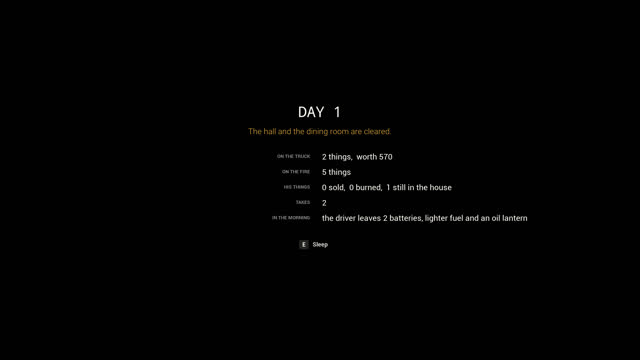 DAY 1
The hall and the dining room are cleared.
ON THE TRUCK 2 things, worth 570
ON THE FIRE 5 things
HIS THINGS 0 sold, 0 burned, 1 still in the house
TAKES 2
IN THE MORNING the driver leaves 2 batteries, lighter fuel and an oil lantern
E Sleep